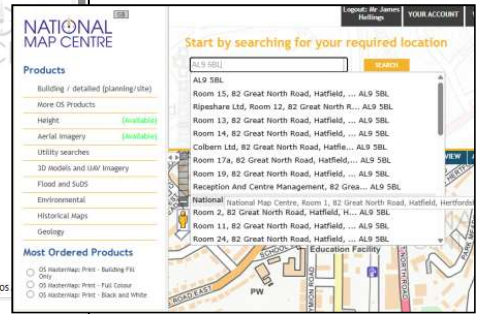 NATIONAL
MAP CENTRE
Logout: Mr James
Hellings
YOUR ACCOUNT
Start by searching for your required location
AL9 5BL
SEARCH
AL9 5BL
Room 15, 82 Great North Road, Hatfield, ... AL9 5BL
Ripeshare Ltd, Room 12, 82 Great North R... AL9 5BL
Room 13, 82 Great North Road, Hatfield, ... AL9 5BL
Room 14, 82 Great North Road, Hatfield, ... AL9 5BL
Colbern Ltd, 82 Great North Road, Hatfie... AL9 5BL
Room 17a, 82 Great North Road, Hatfield,... AL9 5BL
Room 19, 82 Great North Road, Hatfield, ... AL9 5BL
Reception And Centre Management, 82 Grea... AL9 5BL
National
National Map Centre, Room 1, 82 Great North Road, Hatfield, Hertfords
Room 2, 82 Great North Road, Hatfield, H... AL9 5BL
Room 11, 82 Great North Road, Hatfield, ... AL9 5BL
Room 24, 82 Great North Road, Hatfield, ... AL9 5BL
Products
Building / detailed (planning/site)
More OS Products
Height (Available)
Aerial Imagery (Available)
Utility searches
3D Models and UAV Imagery
Flood and SuDS
Environmental
Historical Maps
Geology
Most Ordered Products
OS MasterMap: Print - Building Fill
Only
OS MasterMap: Print - Full Colour
OS MasterMap: Print - Black and White
os
VIEW
Education Facility
SCHOOL
PW
ROAD EAST